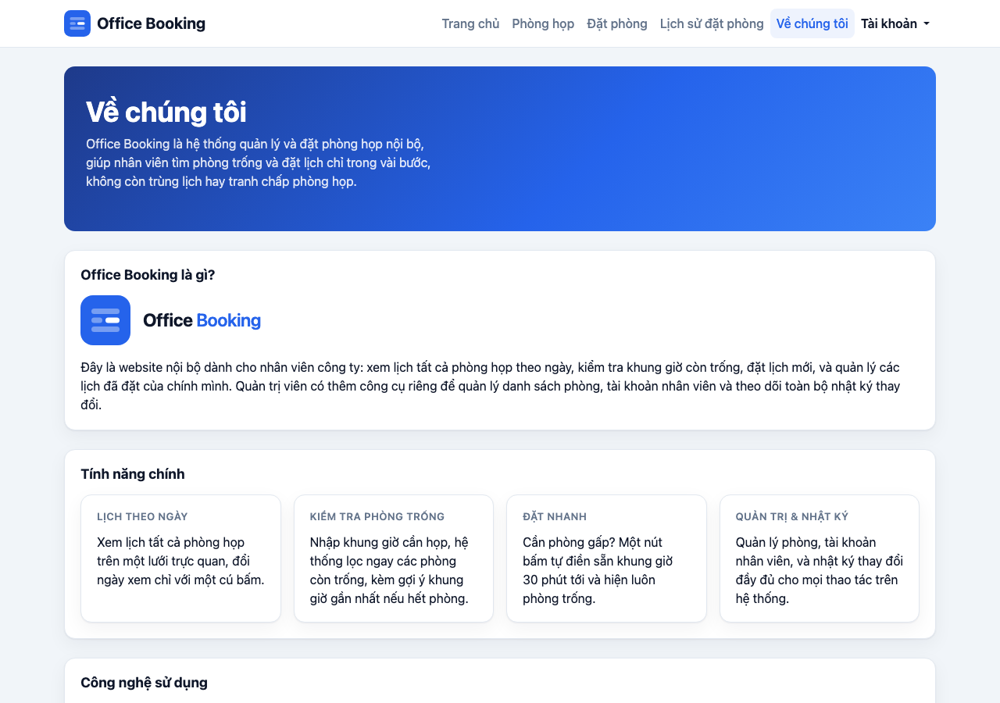 Office Booking
Trang chủ
Phòng họp
Đặt phòng
Lịch sử đặt phòng
Về chúng tôi
Tài khoản
Về chúng tôi
Office Booking là hệ thống quản lý và đặt phòng họp nội bộ,
giúp nhân viên tìm phòng trống và đặt lịch chỉ trong vài bước,
không còn trùng lịch hay tranh chấp phòng họp.
Office Booking là gì?
Office Booking
Đây là website nội bộ dành cho nhân viên công ty: xem lịch tất cả phòng họp theo ngày, kiểm tra khung giờ còn trống, đặt lịch mới, và quản lý các
lịch đã đặt của chính mình. Quản trị viên có thêm công cụ riêng để quản lý danh sách phòng, tài khoản nhân viên và theo dõi toàn bộ nhật ký thay
đổi.
Tính năng chính
LỊCH THEO NGÀY
Xem lịch tất cả phòng họp
trên một lưới trực quan, đổi
ngày xem chỉ với một cú bấm.
KIỂM TRA PHÒNG TRỐNG
Nhập khung giờ cần họp, hệ
thống lọc ngay các phòng
còn trống, kèm gợi ý khung
giờ gần nhất nếu hết phòng.
ĐẶT NHANH
Cần phòng gấp? Một nút
bấm tự điền sẵn khung giờ
30 phút tới và hiện luôn
phòng trống.
QUẢN TRỊ & NHẬT KÝ
Quản lý phòng, tài khoản
nhân viên, và nhật ký thay đổi
đầy đủ cho mọi thao tác trên
hệ thống.
Công nghệ sử dụng